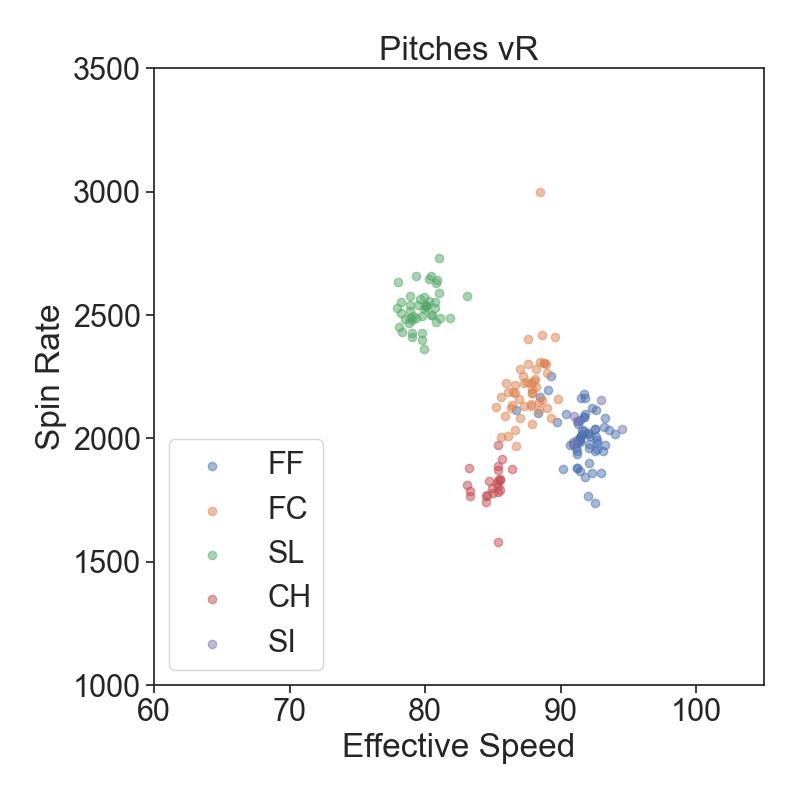 Pitches vR
3500
3000
2500
2000
1500
1000
Spin Rate
FF
FC
SL
CH
SI
60 70 80 90 100
Effective Speed